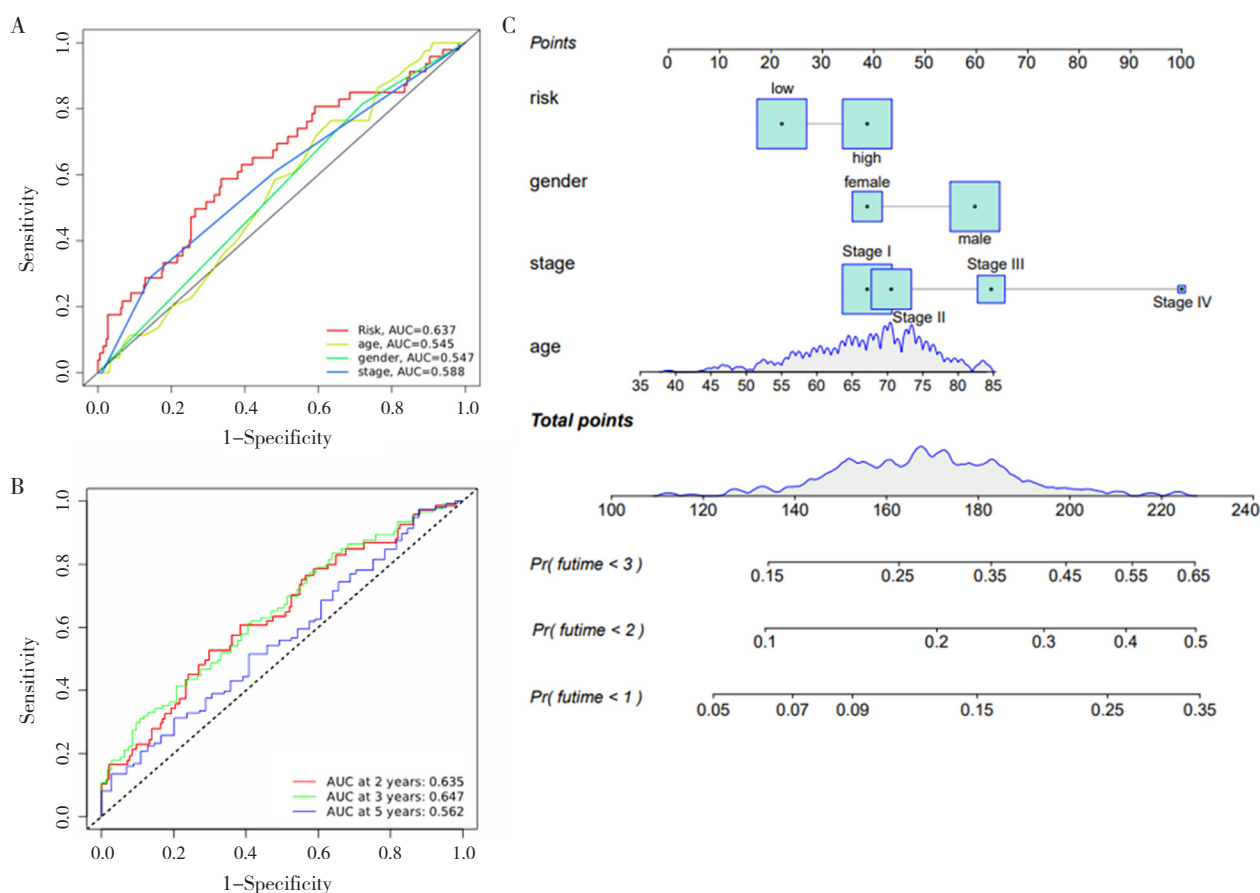 A
1.0
0.8
0.6
0.4
0.2
0.0
Sensitivity
Risk, AUC=0.637
age, AUC=0.545
gender, AUC=0.547
stage, AUC=0.588
0.0 0.2 0.4 0.6 0.8 1.0
1−Specificity
B
1.0
0.8
0.6
0.4
0.2
0.0
Sensitivity
AUC at 2 years: 0.635
AUC at 3 years: 0.647
AUC at 5 years: 0.562
0.0 0.2 0.4 0.6 0.8 1.0
1−Specificity
C
Points
0 10 20 30 40 50 60 70 80 90 100
risk
low
high
gender
female
male
stage
Stage I
Stage II
Stage III
Stage IV
age
35 40 45 50 55 60 65 70 75 80 85
Total points
100 120 140 160 180 200 220 240
Pr( futime < 3 )
0.15 0.25 0.35 0.45 0.55 0.65
Pr( futime < 2 )
0.1 0.2 0.3 0.4 0.5
Pr( futime < 1 )
0.05 0.07 0.09 0.15 0.25 0.35